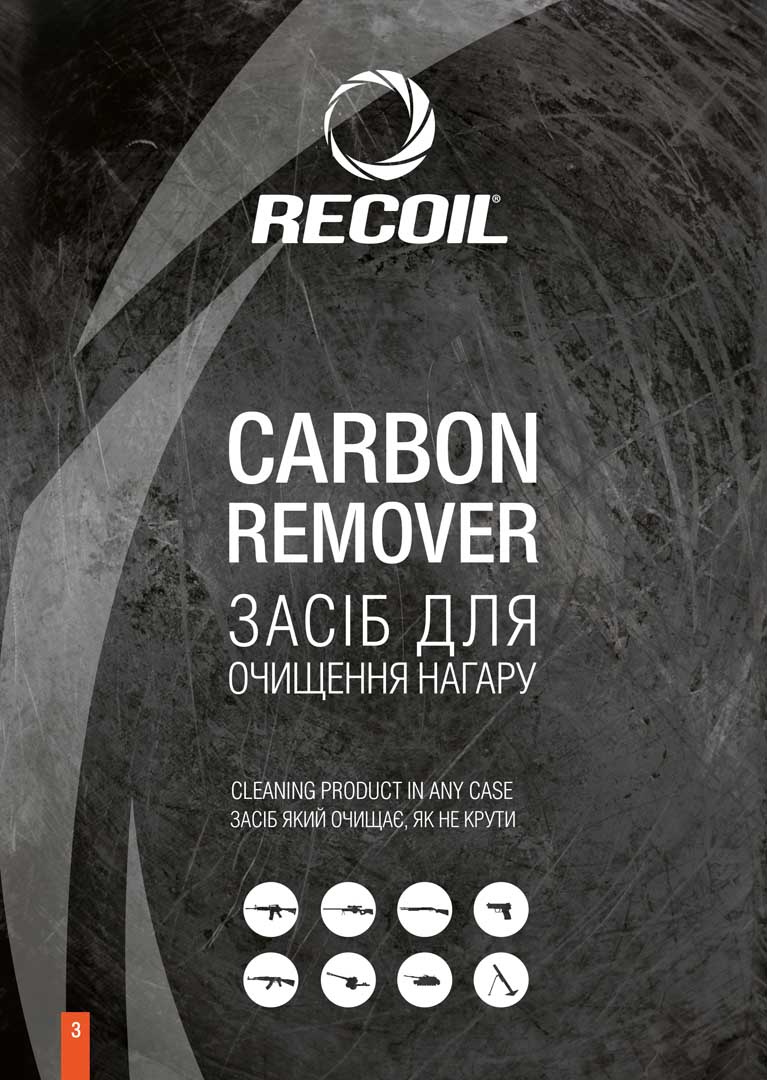 RECOIL®
CARBON
REMOVER
ЗАСІБ ДЛЯ
ОЧИЩЕННЯ НАГАРУ
CLEANING PRODUCT IN ANY CASE
ЗАСІБ ЯКИЙ ОЧИЩАЄ, ЯК НЕ КРУТИ
3